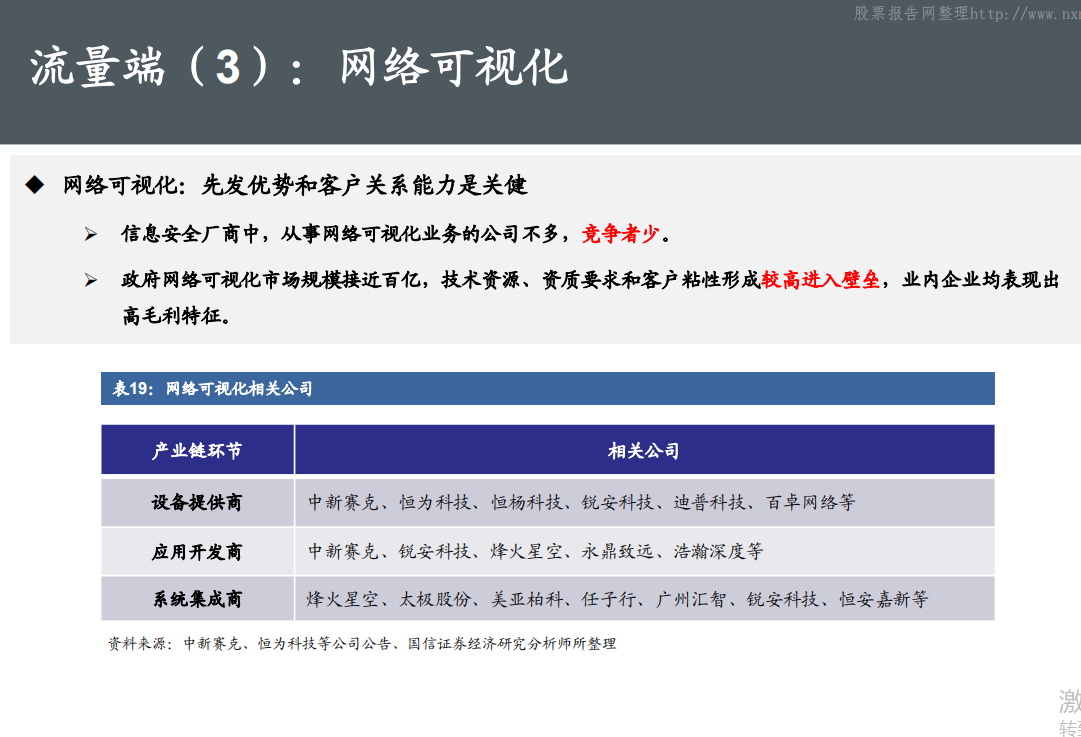 股票报告网整理http://www.nx
流量端（3）：网络可视化
◆ 网络可视化：先发优势和客户关系能力是关健
➢ 信息安全厂商中，从事网络可视化业务的公司不多，竞争者少。
➢ 政府网络可视化市场规模接近百亿，技术资源、资质要求和客户粘性形成较高进入壁垒，业内企业均表现出
高毛利特征。
表19：网络可视化相关公司
产业链环节 相关公司
设备提供商 中新赛克、恒为科技、恒杨科技、锐安科技、迪普科技、百卓网络等
应用开发商 中新赛克、锐安科技、烽火星空、永鼎致远、浩瀚深度等
系统集成商 烽火星空、太极股份、美亚柏科、任子行、广州汇智、锐安科技、恒安嘉新等
资料来源：中新赛克、恒为科技等公司公告、国信证券经济研究分析师所整理
激
转到